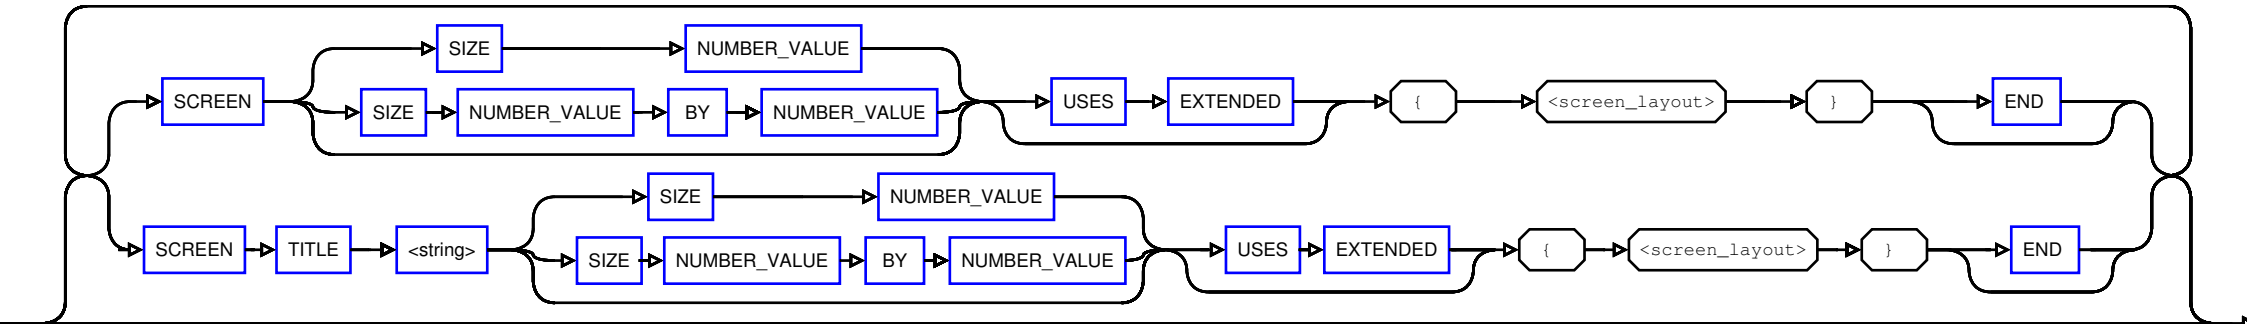 SIZE NUMBER_VALUE
SCREEN USES EXTENDED { <screen_layout> } END
SIZE NUMBER_VALUE BY NUMBER_VALUE
SIZE NUMBER_VALUE
SCREEN TITLE <string> USES EXTENDED { <screen_layout> } END
SIZE NUMBER_VALUE BY NUMBER_VALUE